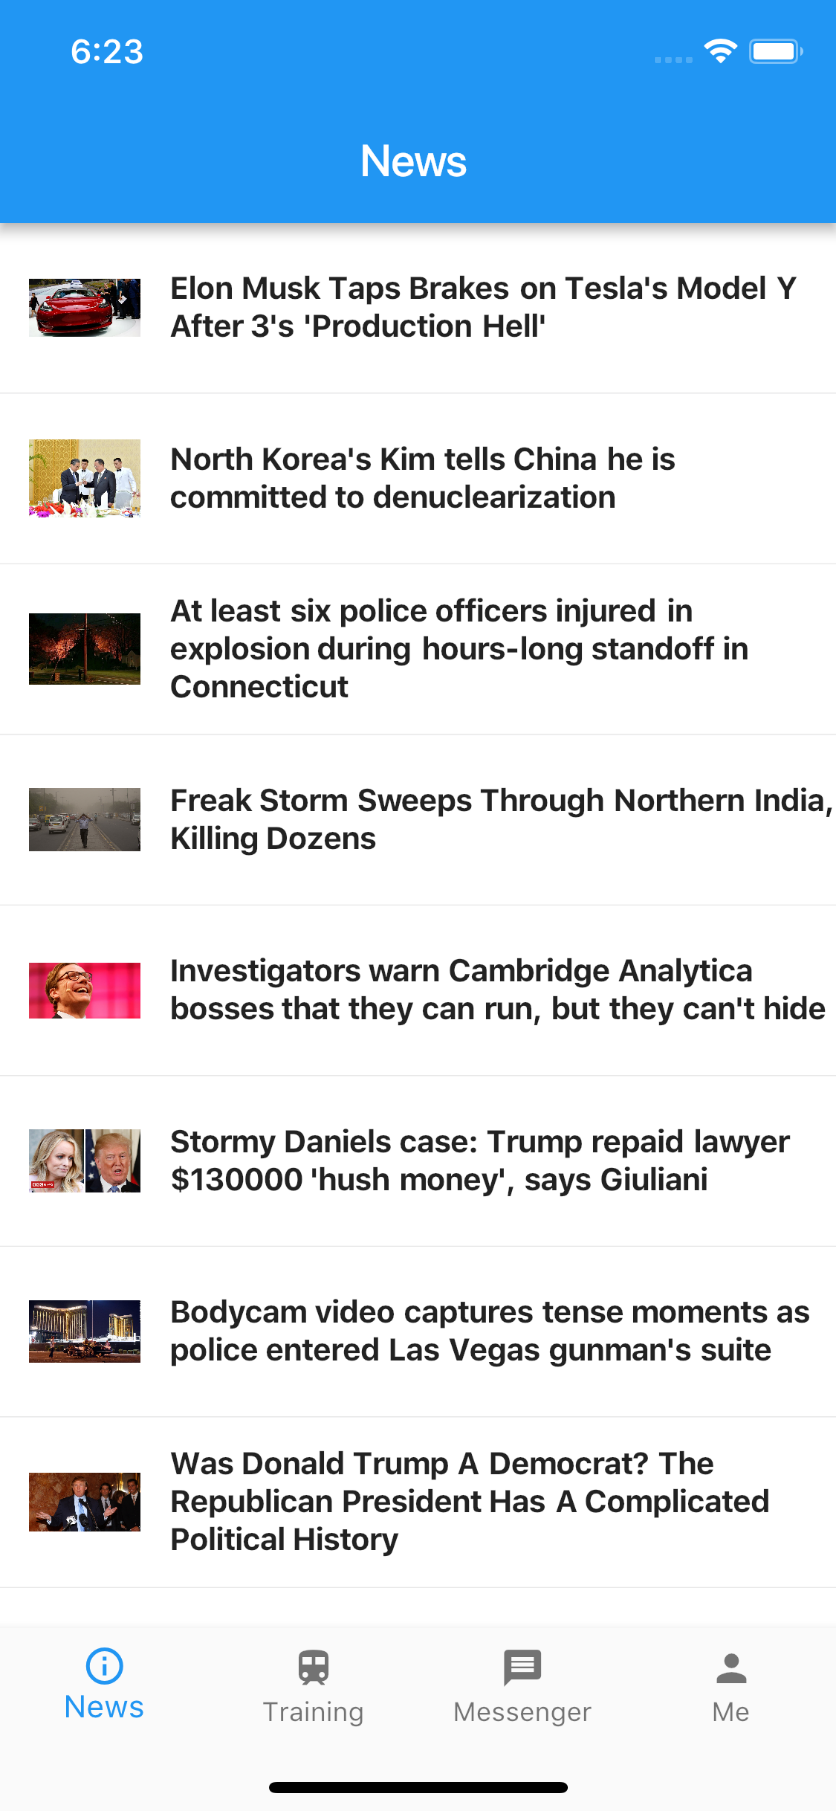 6:23
News
Elon Musk Taps Brakes on Tesla's Model Y
After 3's 'Production Hell'
North Korea's Kim tells China he is
committed to denuclearization
At least six police officers injured in
explosion during hours-long standoff in
Connecticut
Freak Storm Sweeps Through Northern India,
Killing Dozens
Investigators warn Cambridge Analytica
bosses that they can run, but they can't hide
Stormy Daniels case: Trump repaid lawyer
$130000 'hush money', says Giuliani
Bodycam video captures tense moments as
police entered Las Vegas gunman's suite
Was Donald Trump A Democrat? The
Republican President Has A Complicated
Political History
News
Training
Messenger
Me